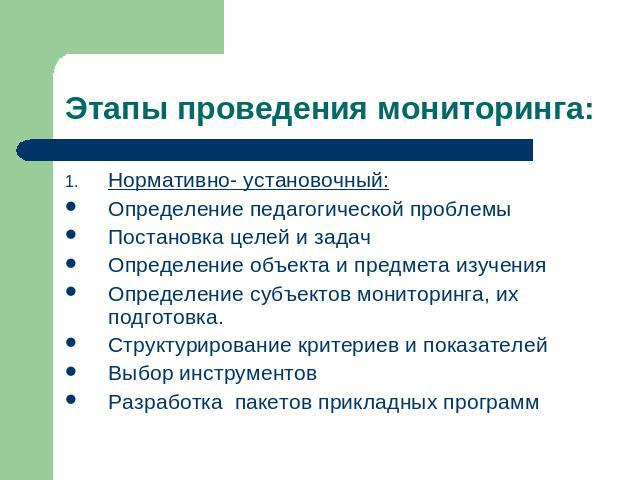 Этапы проведения мониторинга:
1. Нормативно- установочный:
• Определение педагогической проблемы
• Постановка целей и задач
• Определение объекта и предмета изучения
• Определение субъектов мониторинга, их
подготовка.
• Структурирование критериев и показателей
• Выбор инструментов
• Разработка  пакетов прикладных программ